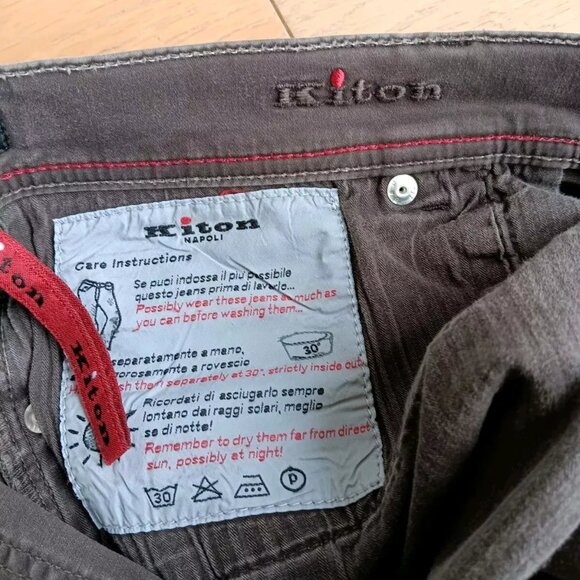 Kiton
Kiton
NAPOLI
Care Instructions
Se puoi indossa il più possibile
questo jeans prima di lavarlo...
Possibly wear these jeans as much as
you can before washing them...
separatamente a mano,
a rovescio
30°
them separately at 30°, strictly inside out
Ricordati di asciugarlo sempre
lontano dai raggi solari, meglio
se di notte!
Remember to dry them far from direct
sun, possibly at night!
30
P
Kiton
Kiton